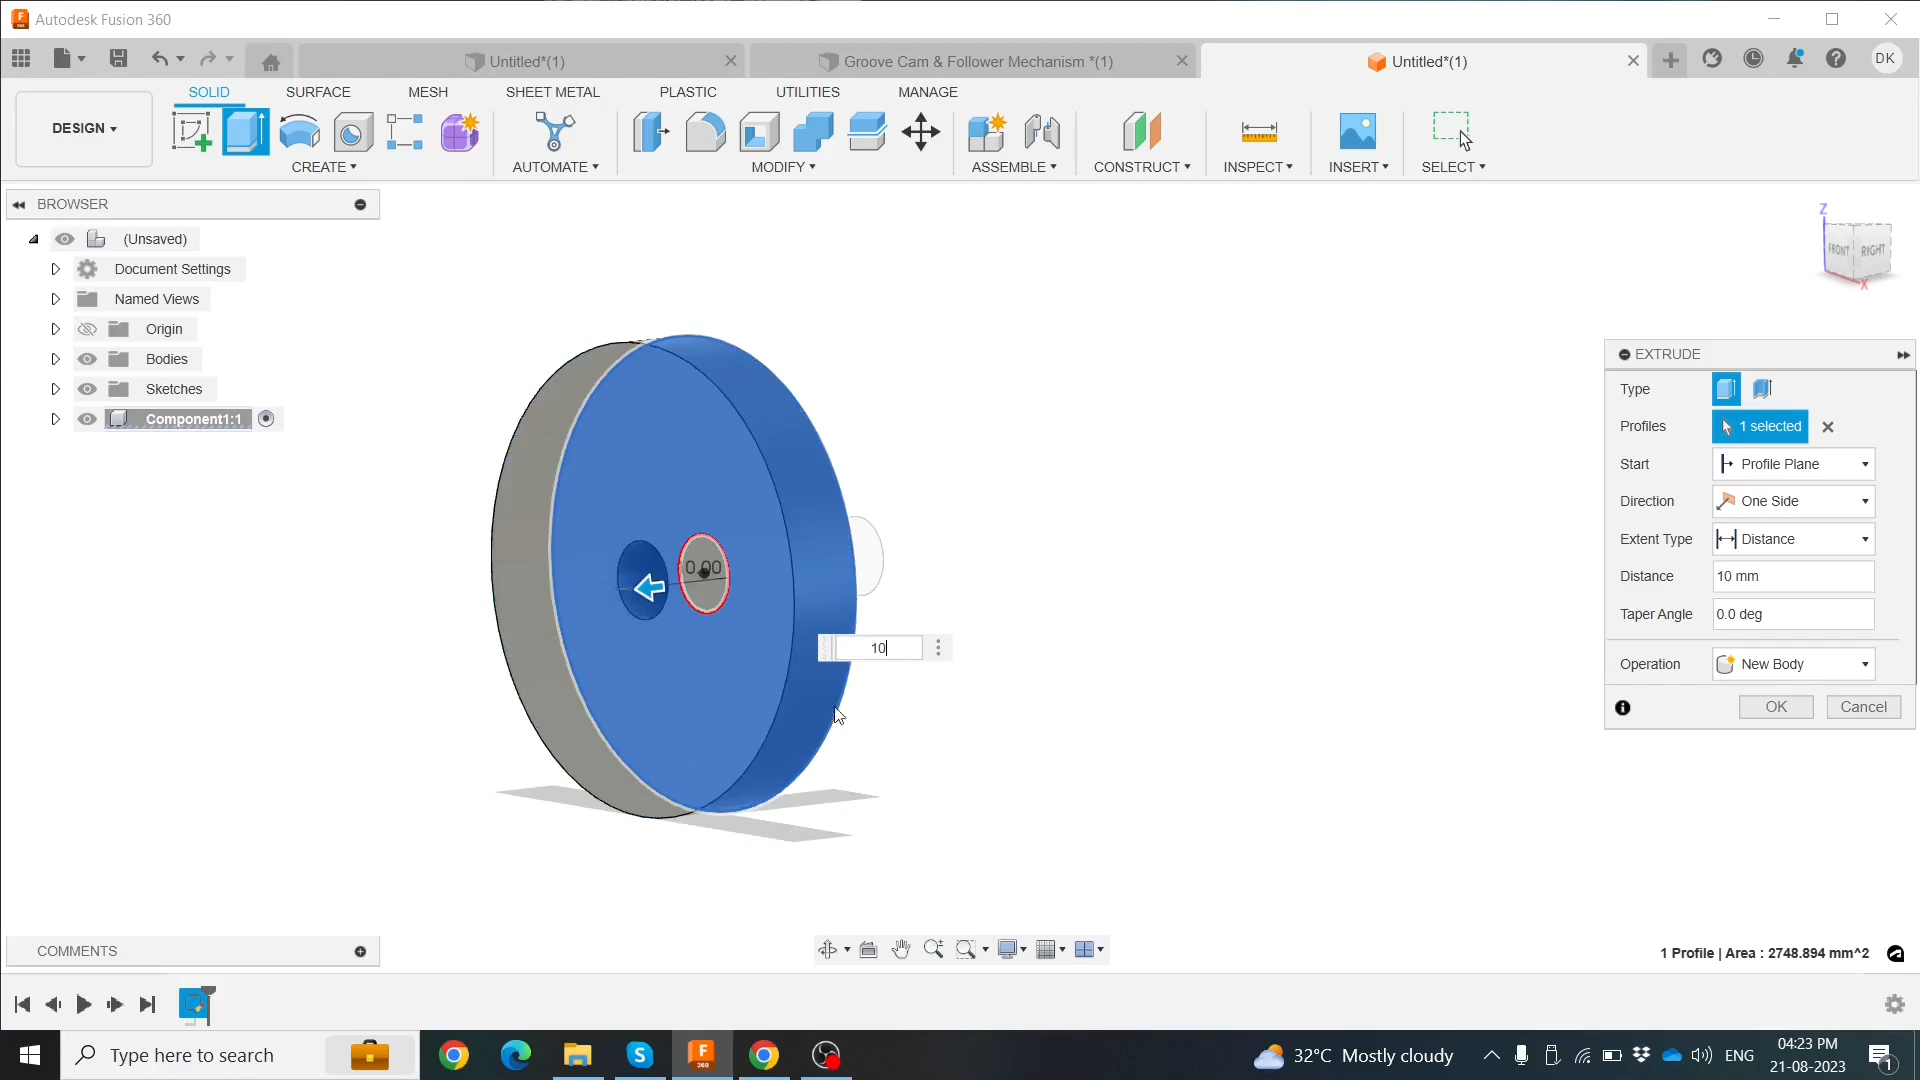 Autodesk Fusion 360
Untitled*(1)
Groove Cam & Follower Mechanism *(1)
Untitled*(1)
DK
DESIGN
SOLID
SURFACE
MESH
SHEET METAL
PLASTIC
UTILITIES
MANAGE
CREATE
AUTOMATE
MODIFY
ASSEMBLE
CONSTRUCT
INSPECT
INSERT
SELECT
BROWSER
(Unsaved)
Document Settings
Named Views
Origin
Bodies
Sketches
Component1:1
Z
FRONT
RIGHT
X
0.00
10
EXTRUDE
Type
Profiles
1 selected
Start
Profile Plane
Direction
One Side
Extent Type
Distance
Distance
10 mm
Taper Angle
0.0 deg
Operation
New Body
OK
Cancel
COMMENTS
1 Profile | Area : 2748.894 mm^2
Type here to search
F
360
32°C Mostly cloudy
ENG
04:23 PM
21-08-2023
1